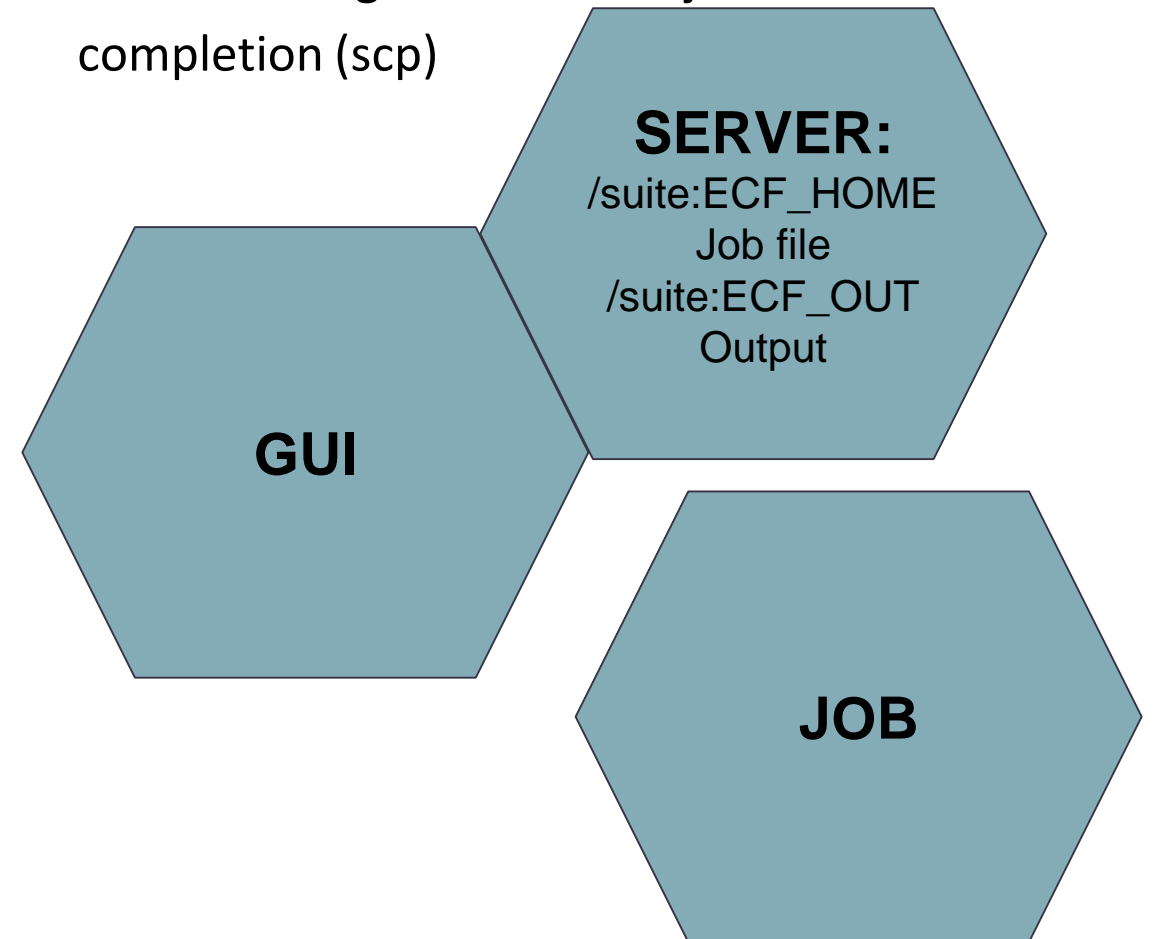 completion (scp)
SERVER:
/suite:ECF_HOME
Job file
/suite:ECF_OUT
Output
GUI
JOB